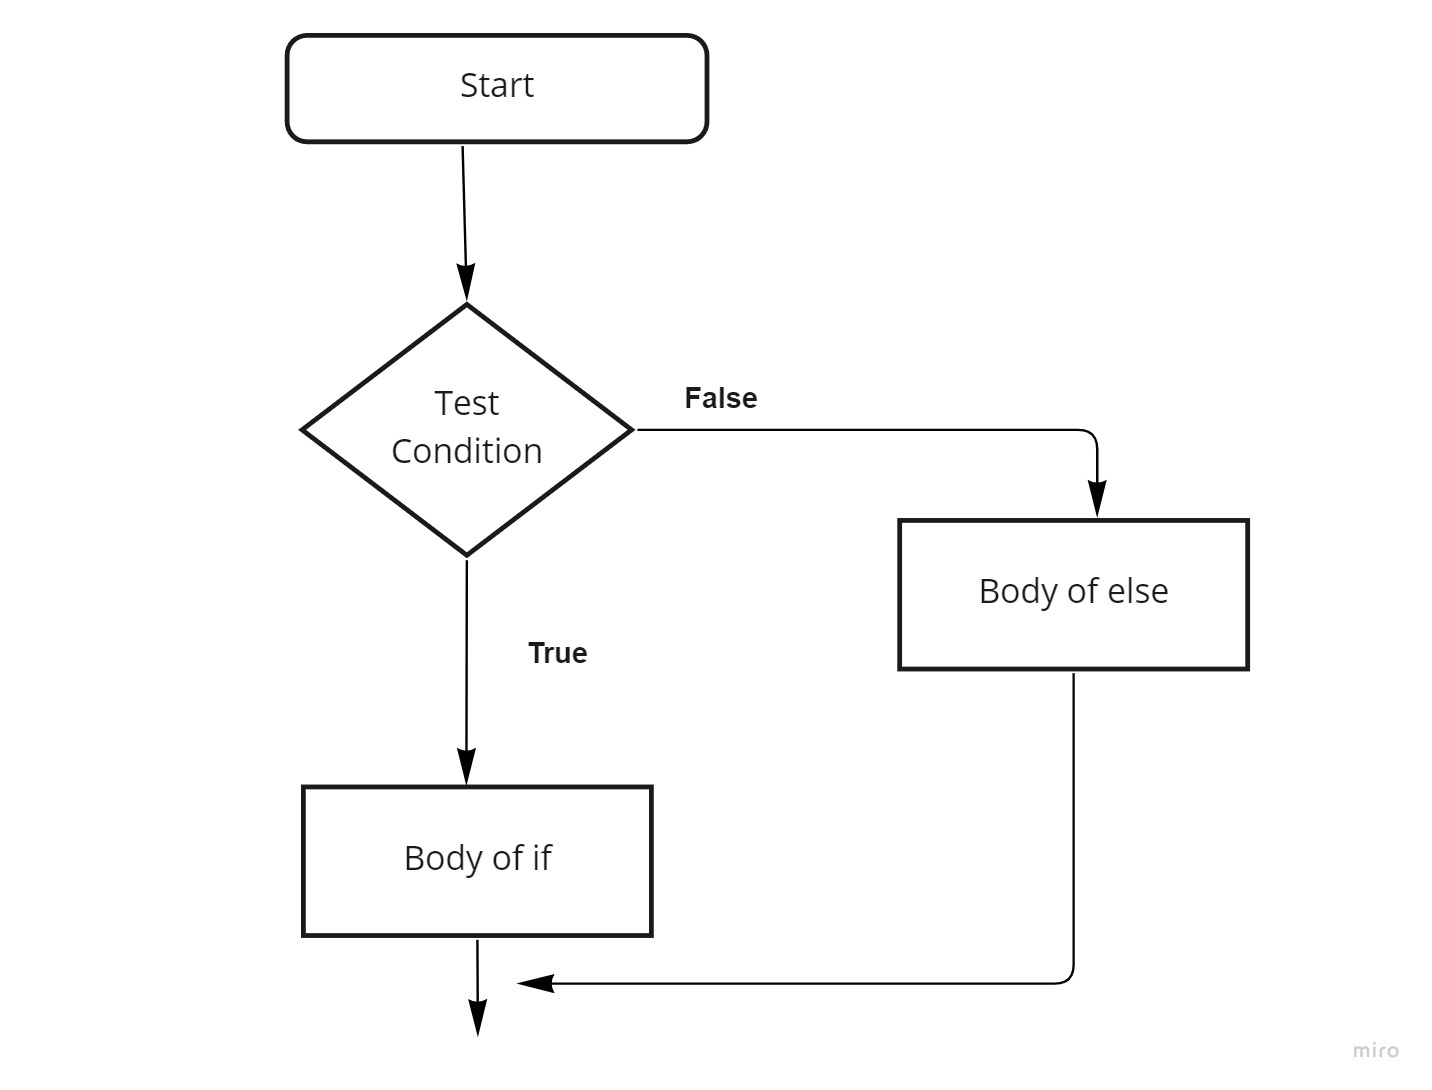 Start
Test
Condition
False
Body of else
True
Body of if
miro